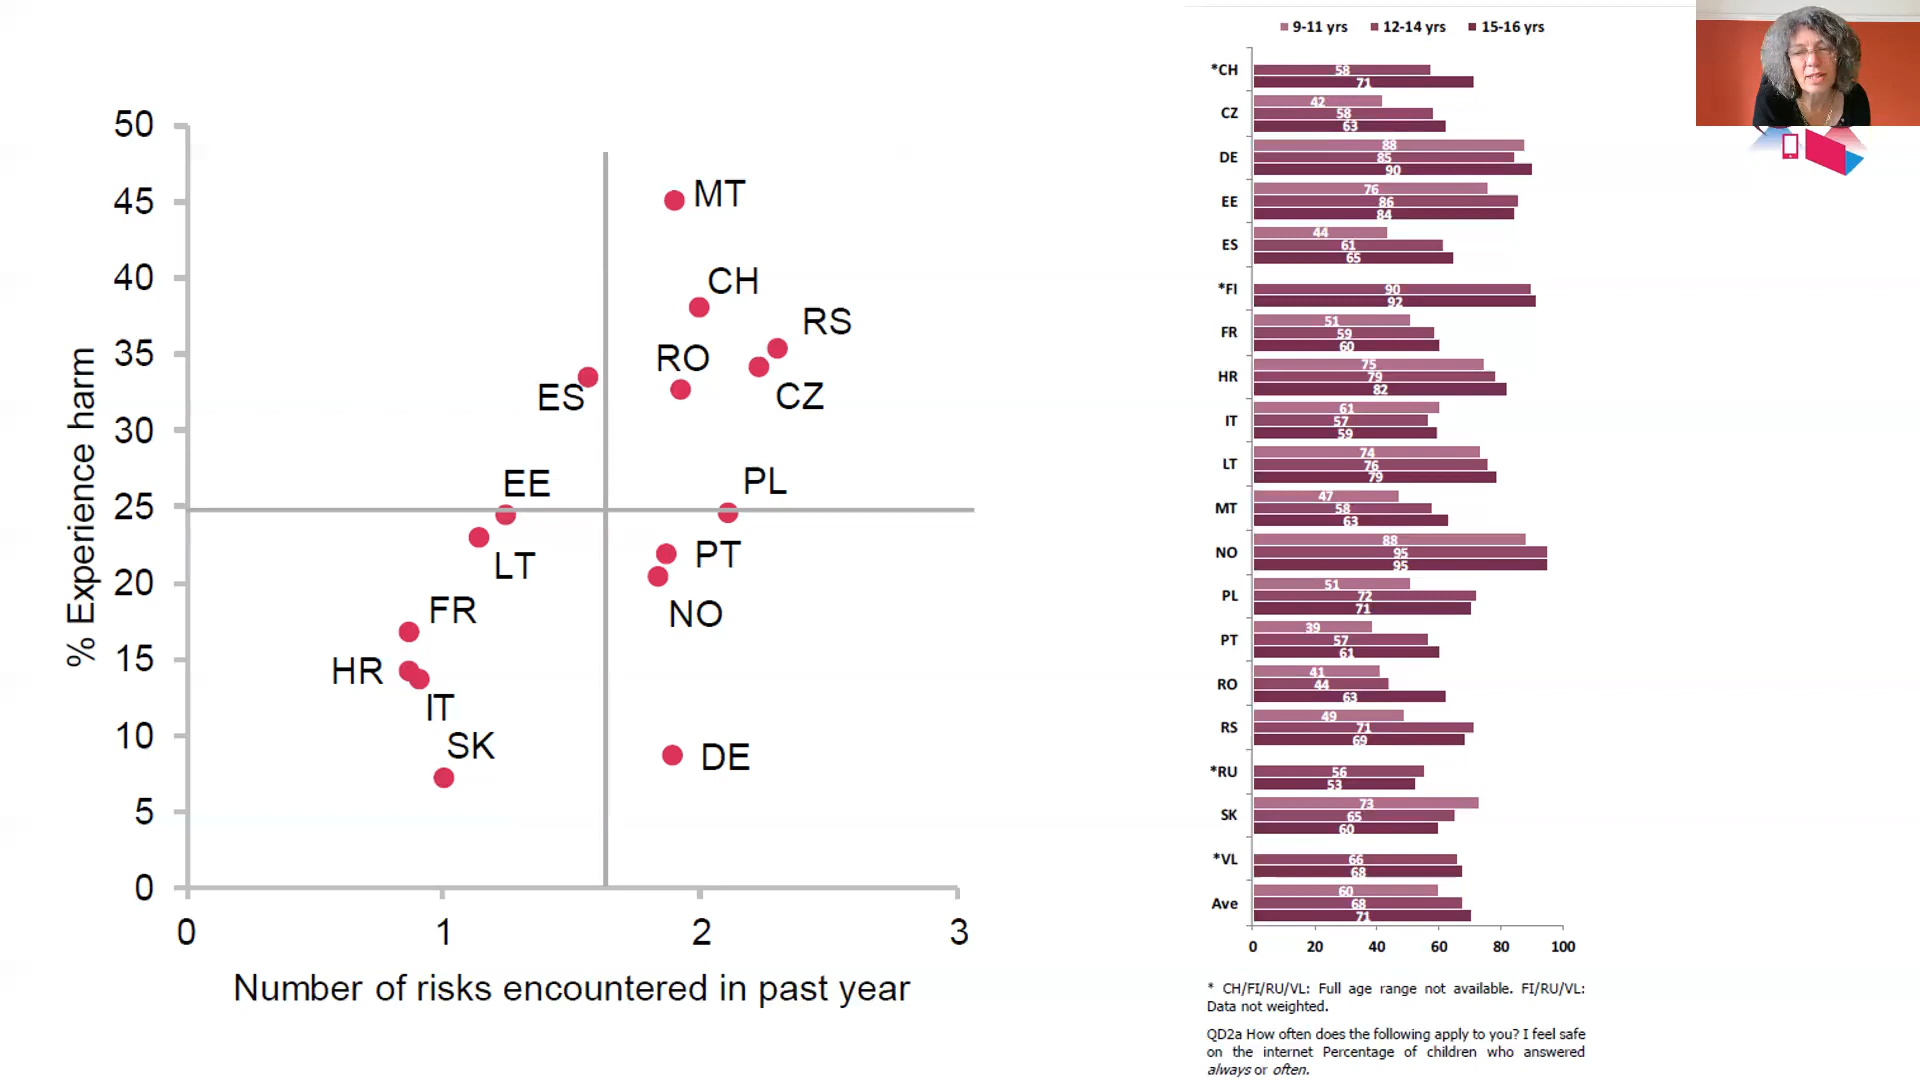 50
45
40
35
30
25
20
15
10
5
0
0 1 2 3
% Experience harm
Number of risks encountered in past year
MT
CH
RS
RO
CZ
ES
EE
PL
LT
PT
NO
FR
HR
IT
SK
DE
9-11 yrs 12-14 yrs 15-16 yrs
*CH
58
71
CZ
42
58
63
DE
88
85
90
EE
76
86
84
ES
44
61
65
*FI
90
92
FR
51
59
60
HR
75
79
82
IT
61
57
59
LT
74
76
79
MT
47
58
63
NO
88
95
95
PL
51
72
71
PT
39
57
61
RO
41
44
63
RS
49
71
69
*RU
56
53
SK
73
65
60
*VL
66
68
Ave
60
68
71
0 20 40 60 80 100
* CH/FI/RU/VL: Full age range not available. FI/RU/VL:
Data not weighted.
QD2a How often does the following apply to you? I feel safe
on the internet Percentage of children who answered
always or often.